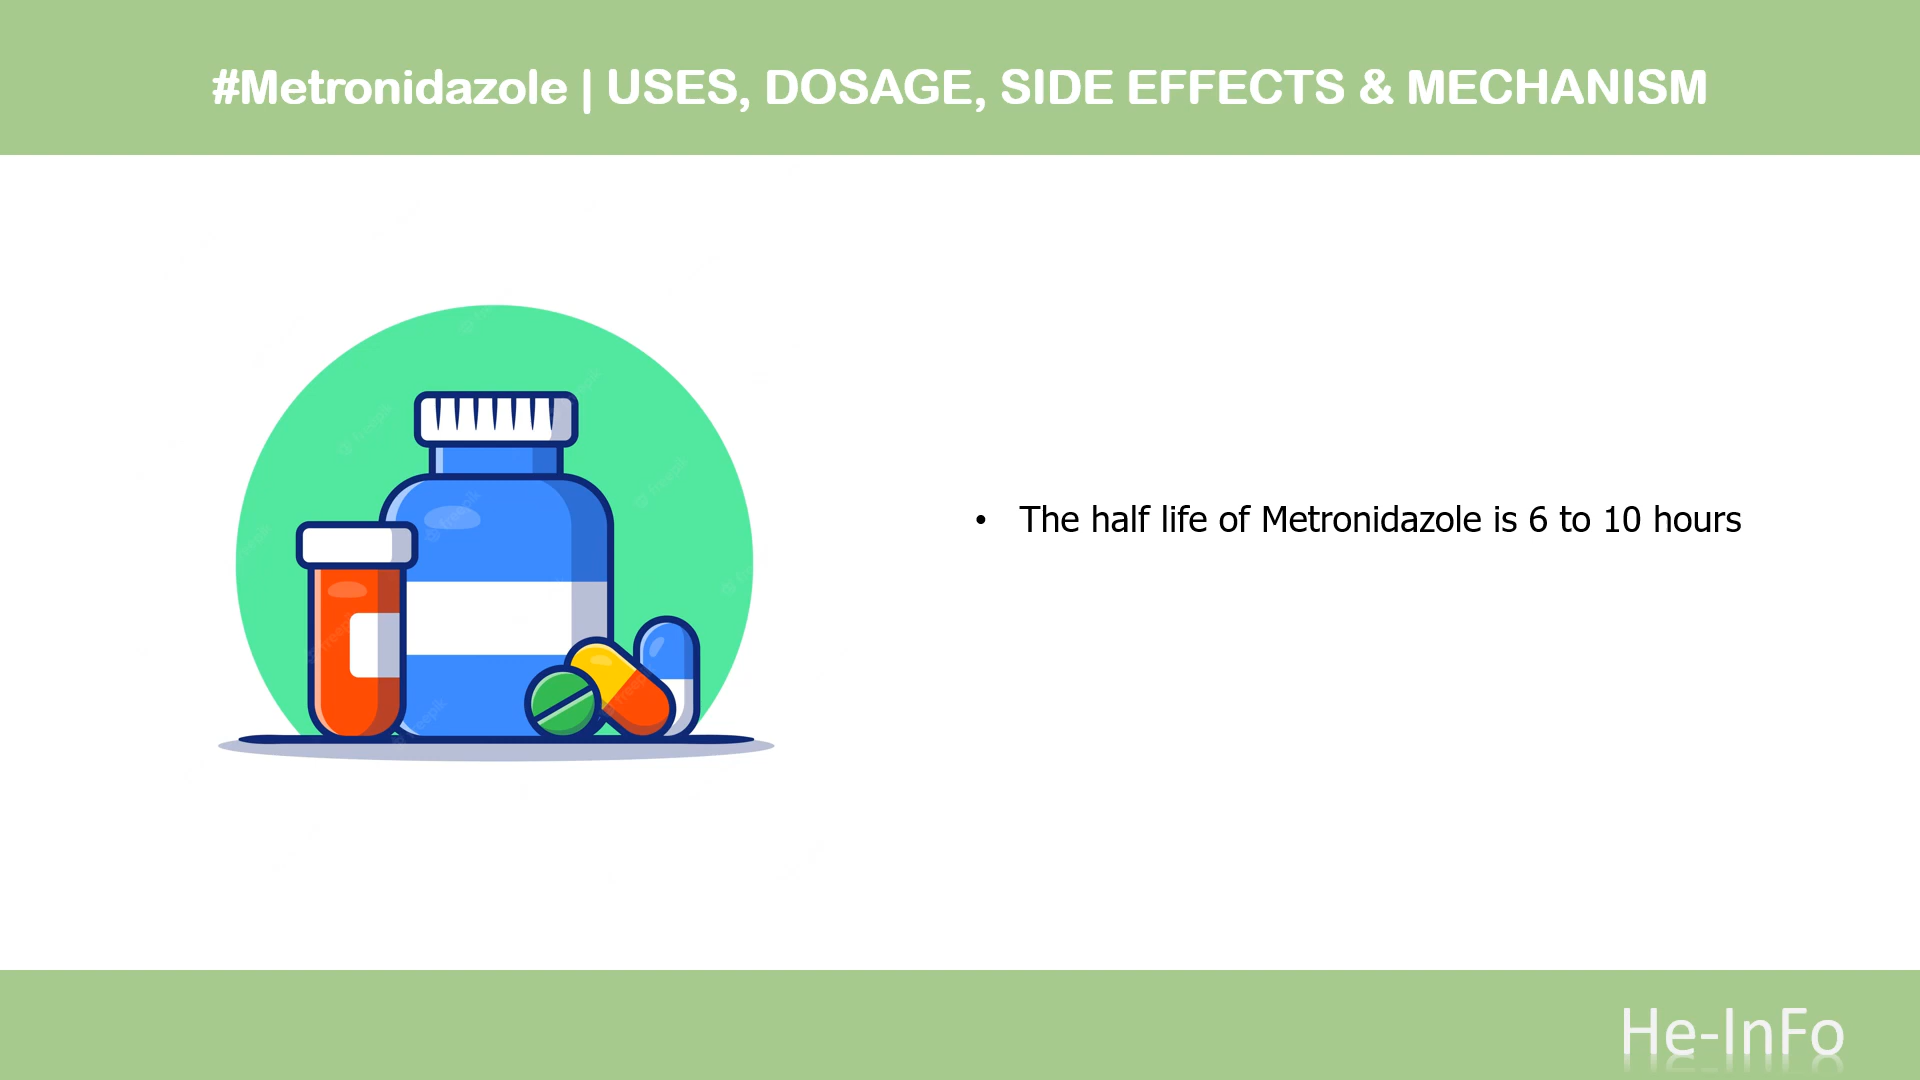 #Metronidazole | USES, DOSAGE, SIDE EFFECTS & MECHANISM
• The half life of Metronidazole is 6 to 10 hours
He-InFo